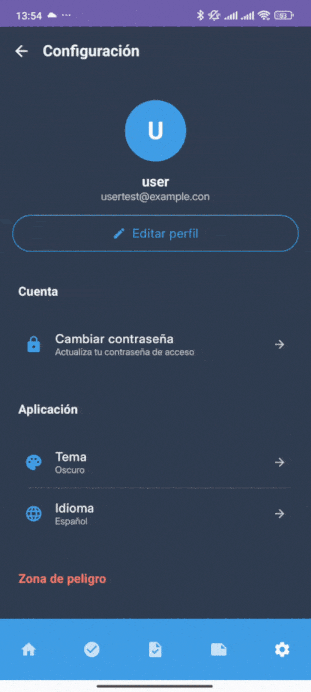 13:54
Configuración
U
user
usertest@example.con
Editar perfil
Cuenta
Cambiar contraseña
Actualiza tu contraseña de acceso
Aplicación
Tema
Oscuro
Idioma
Español
Zona de peligro